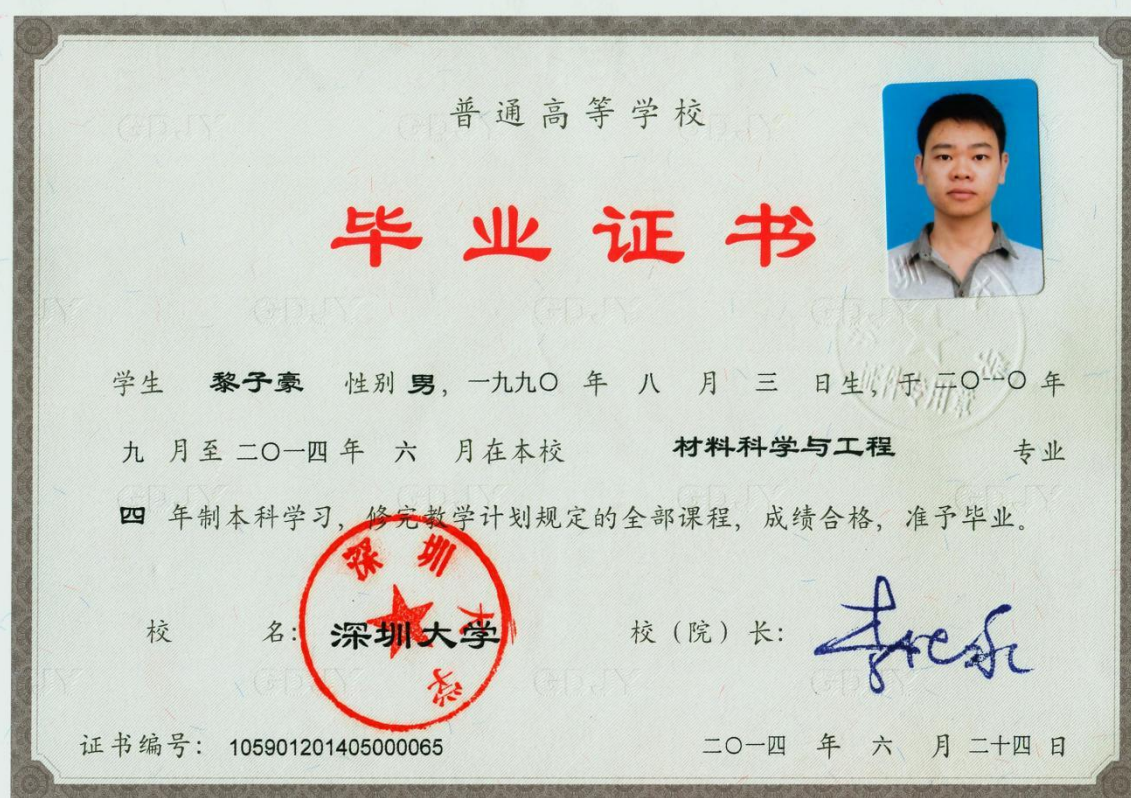 普通高等学校
毕业证书
学生 黎子豪 性别 男，一九九〇 年 八 月 三 日生，于 二〇一〇 年
九 月至 二〇一四 年 六 月在本校 材料科学与工程 专业
四 年制本科学习，修完教学计划规定的全部课程，成绩合格，准予毕业。
校 名：深圳大学
深圳大学
校（院）长：
证书编号：105901201405000065
二〇一四 年 六 月 二十四 日